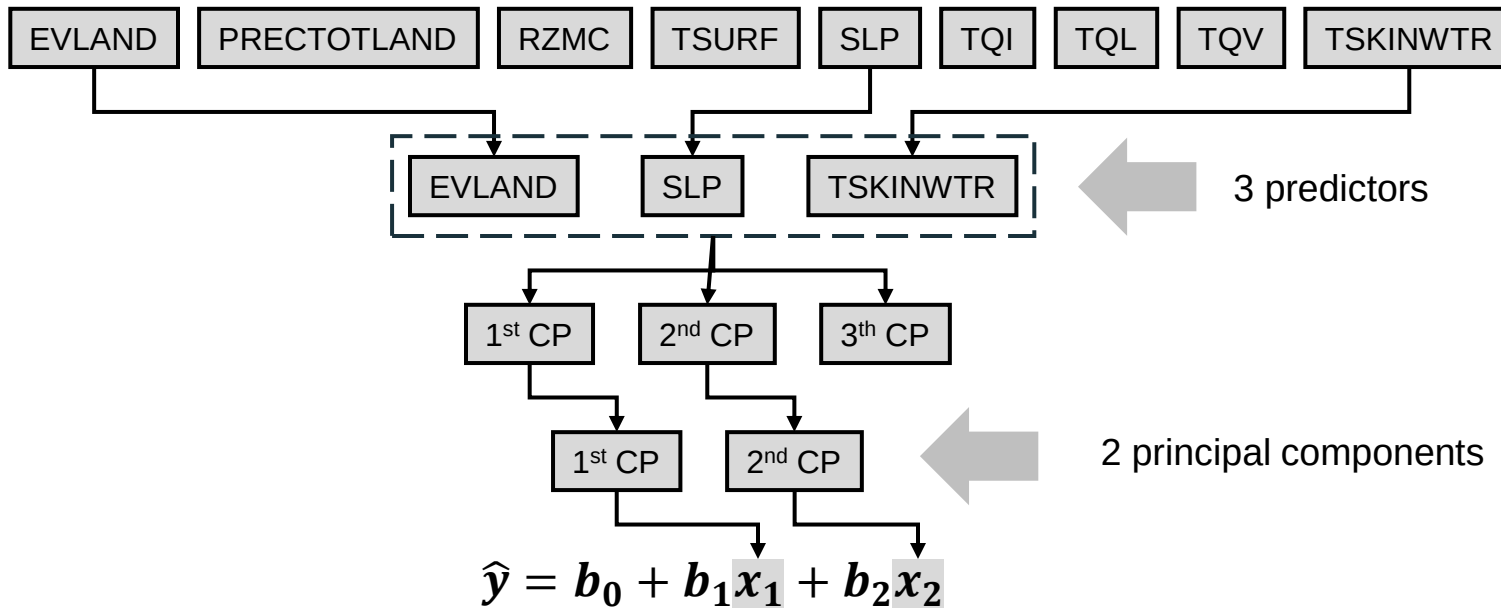 EVLAND PRECTOTLAND RZMC TSURF SLP TQI TQL TQV TSKINWTR
EVLAND SLP TSKINWTR
3 predictors
1st CP 2nd CP 3th CP
1st CP 2nd CP
2 principal components
ŷ = b₀ + b₁x₁ + b₂x₂